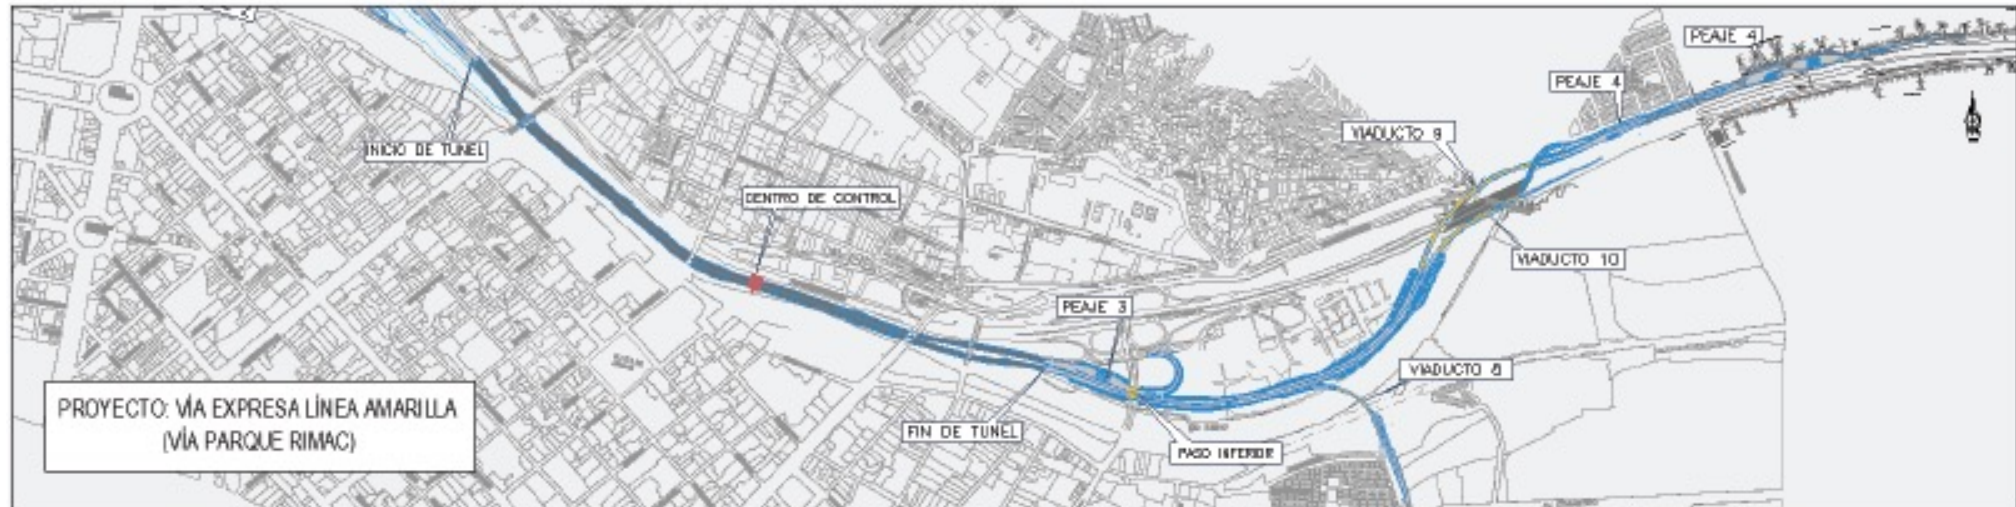 PEAJE 4
PEAJE 4
VIADUCTO 9
INICIO DE TUNEL
CENTRO DE CONTROL
VIADUCTO 10
PEAJE 3
VIADUCTO 8
PROYECTO: VÍA EXPRESA LÍNEA AMARILLA
(VÍA PARQUE RIMAC)
FIN DE TUNEL
PASO INFERIOR